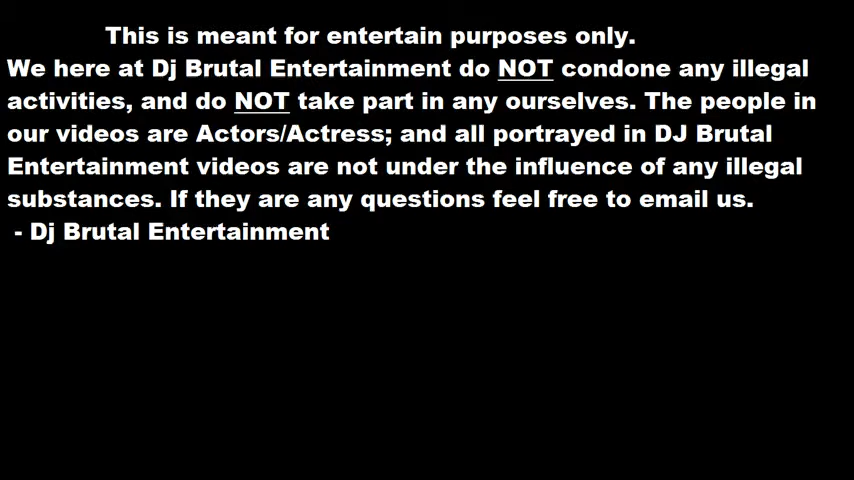 This is meant for entertain purposes only.
We here at Dj Brutal Entertainment do NOT condone any illegal
activities, and do NOT take part in any ourselves. The people in
our videos are Actors/Actress; and all portrayed in DJ Brutal
Entertainment videos are not under the influence of any illegal
substances. If they are any questions feel free to email us.
- Dj Brutal Entertainment